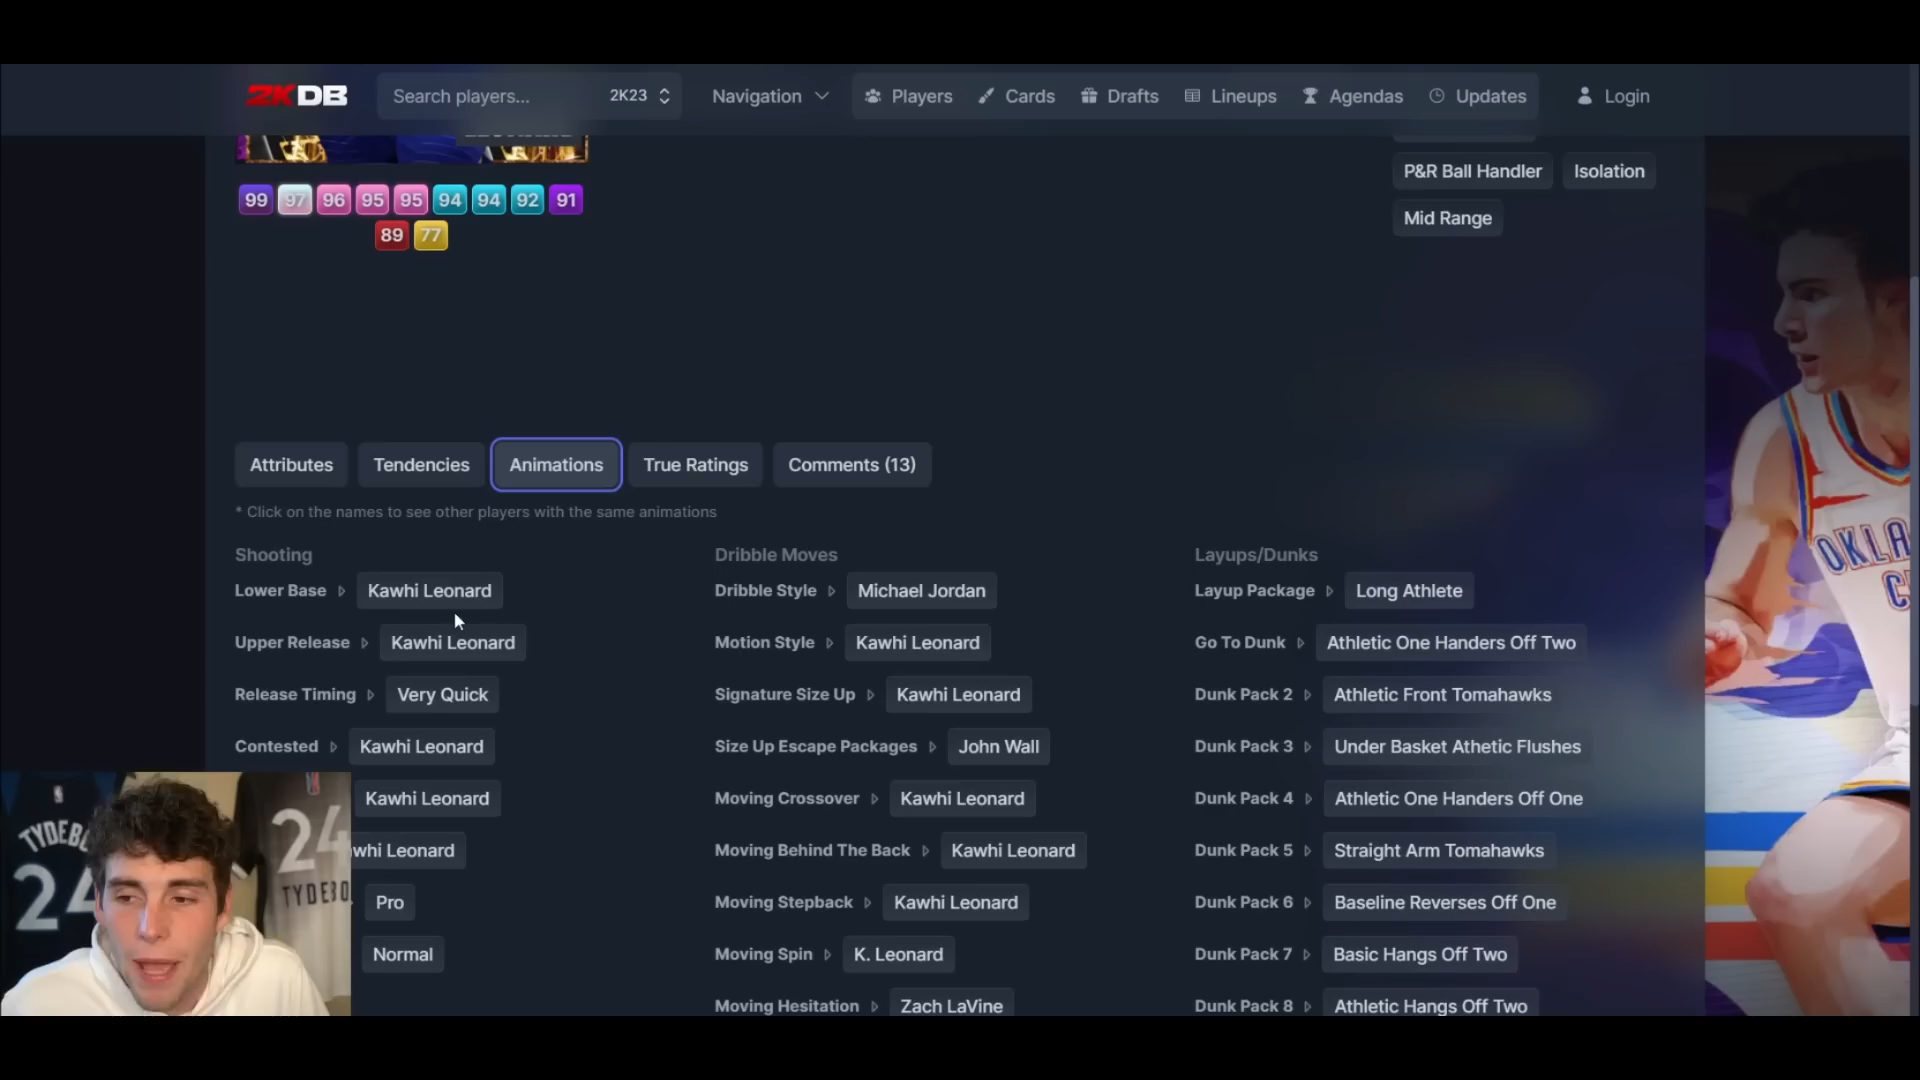 2KDB
Search players...
2K23
Navigation
Players
Cards
Drafts
Lineups
Agendas
Updates
Login
P&R Ball Handler
Isolation
Mid Range
99 97 96 95 95 94 94 92 91
89 77
Attributes
Tendencies
Animations
True Ratings
Comments (13)
* Click on the names to see other players with the same animations
Shooting
Lower Base Kawhi Leonard
Upper Release Kawhi Leonard
Release Timing Very Quick
Contested Kawhi Leonard
Kawhi Leonard
whi Leonard
Pro
Normal
Dribble Moves
Dribble Style Michael Jordan
Motion Style Kawhi Leonard
Signature Size Up Kawhi Leonard
Size Up Escape Packages John Wall
Moving Crossover Kawhi Leonard
Moving Behind The Back Kawhi Leonard
Moving Stepback Kawhi Leonard
Moving Spin K. Leonard
Moving Hesitation Zach LaVine
Layups/Dunks
Layup Package Long Athlete
Go To Dunk Athletic One Handers Off Two
Dunk Pack 2 Athletic Front Tomahawks
Dunk Pack 3 Under Basket Athetic Flushes
Dunk Pack 4 Athletic One Handers Off One
Dunk Pack 5 Straight Arm Tomahawks
Dunk Pack 6 Baseline Reverses Off One
Dunk Pack 7 Basic Hangs Off Two
Dunk Pack 8 Athletic Hangs Off Two
OKLA
C
TYDEB
24
24
TYDEBO